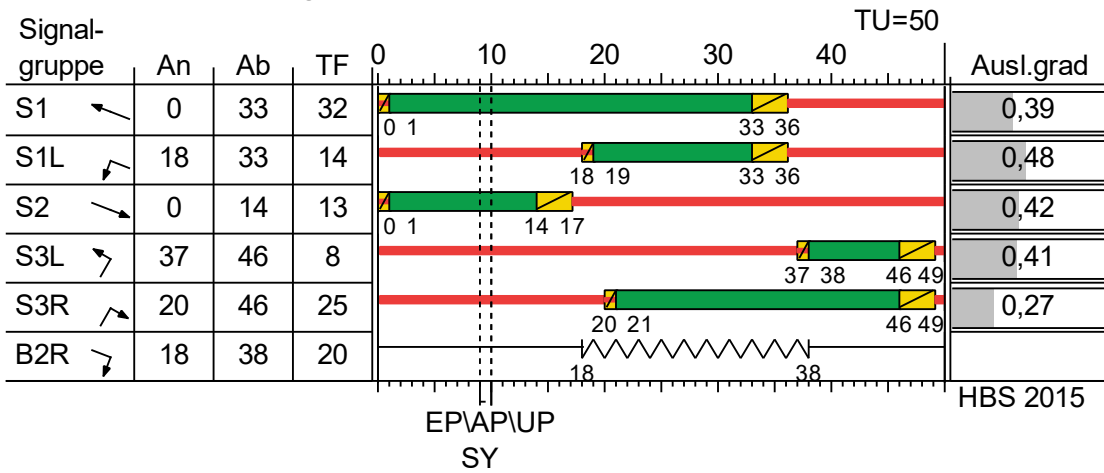 TU=50
Signal-
gruppe An Ab TF 0 10 20 30 40 Ausl.grad
S1 0 33 32 0,39
0 1 33 36
S1L 18 33 14 0,48
18 19 33 36
S2 0 14 13 0,42
0 1 14 17
S3L 37 46 8 0,41
37 38 46 49
S3R 20 46 25 0,27
20 21 46 49
B2R 18 38 20
18 38
HBS 2015
EP\AP\UP
SY